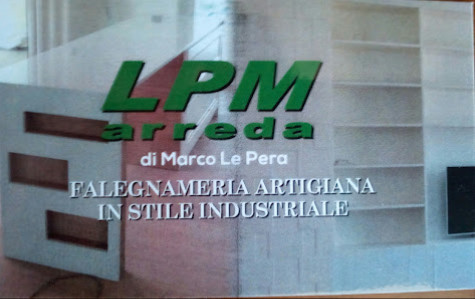 LPM
arreda
di Marco Le Pera
FALEGNAMERIA ARTIGIANA
IN STILE INDUSTRIALE